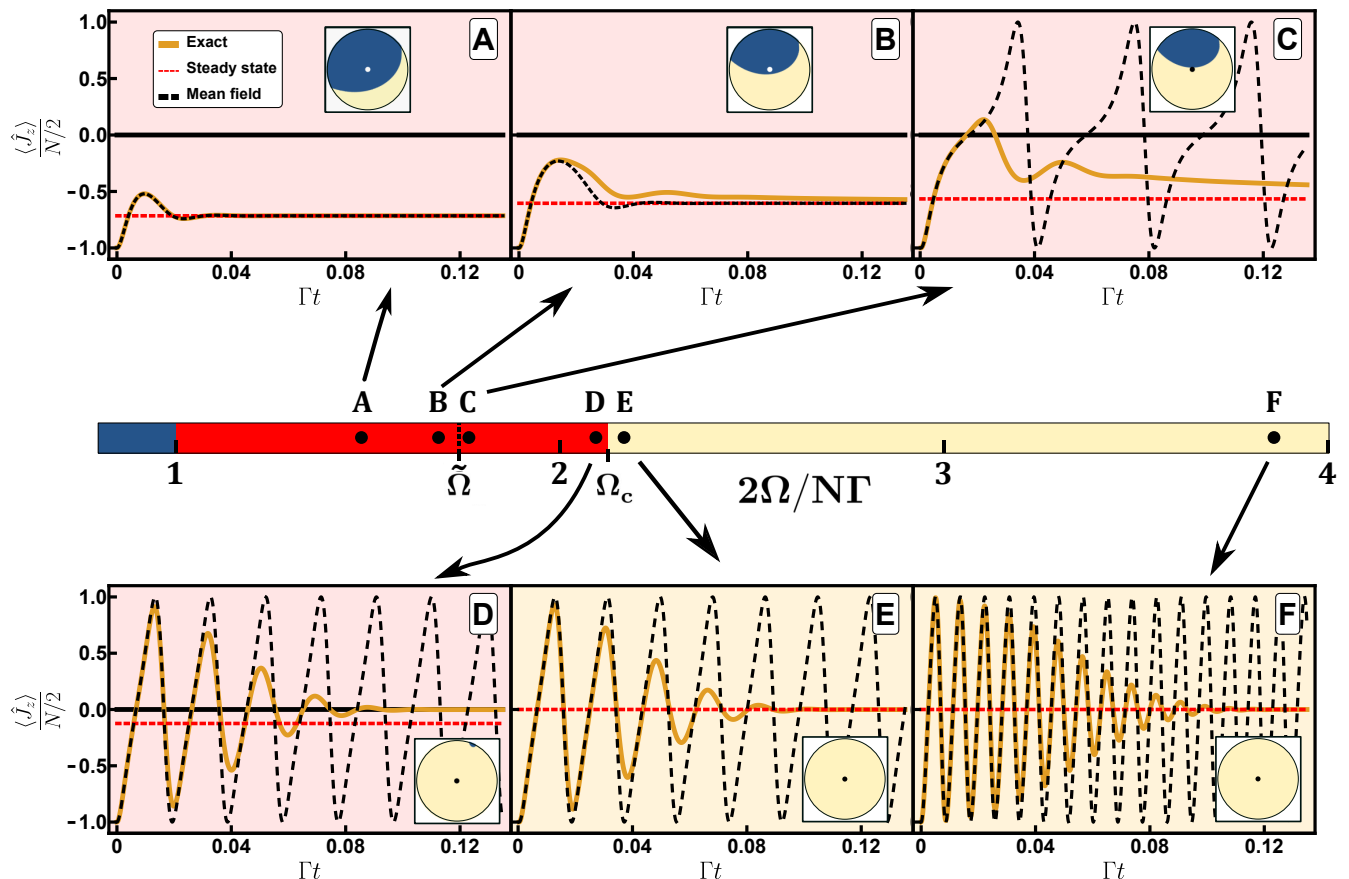 A
B
C
Exact
Steady state
Mean field
1.0
0.5
0.0
−0.5
−1.0
⟨Ĵz⟩
N/2
0 0.04 0.08 0.12
0 0.04 0.08 0.12
0 0.04 0.08 0.12
Γt
Γt
Γt
A B C D E F
1 Ω̃ 2 Ωc 3 4
2Ω/NΓ
D
E
F
1.0
0.5
0.0
−0.5
−1.0
⟨Ĵz⟩
N/2
0 0.04 0.08 0.12
0 0.04 0.08 0.12
0 0.04 0.08 0.12
Γt
Γt
Γt